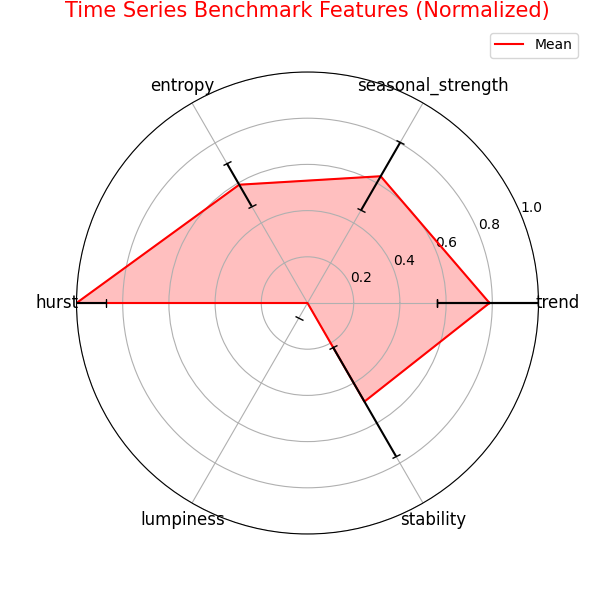 Time Series Benchmark Features (Normalized)
Mean
entropy
seasonal_strength
1.0
0.8
0.6
0.4
0.2
hurst
trend
lumpiness
stability